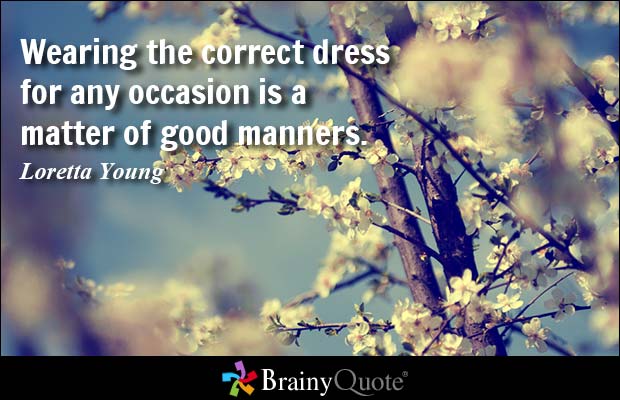 Wearing the correct dress
for any occasion is a
matter of good manners.
Loretta Young
BrainyQuote®